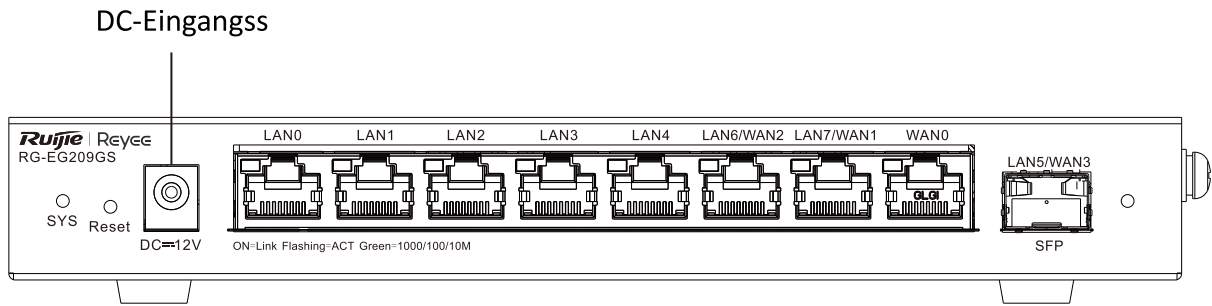 DC-Eingangss
Ruijie | Reyee
RG-EG209GS
SYS
Reset
DC⎓12V
LAN0
LAN1
LAN2
LAN3
LAN4
LAN6/WAN2
LAN7/WAN1
WAN0
GLGI
ON=Link Flashing=ACT Green=1000/100/10M
LAN5/WAN3
SFP